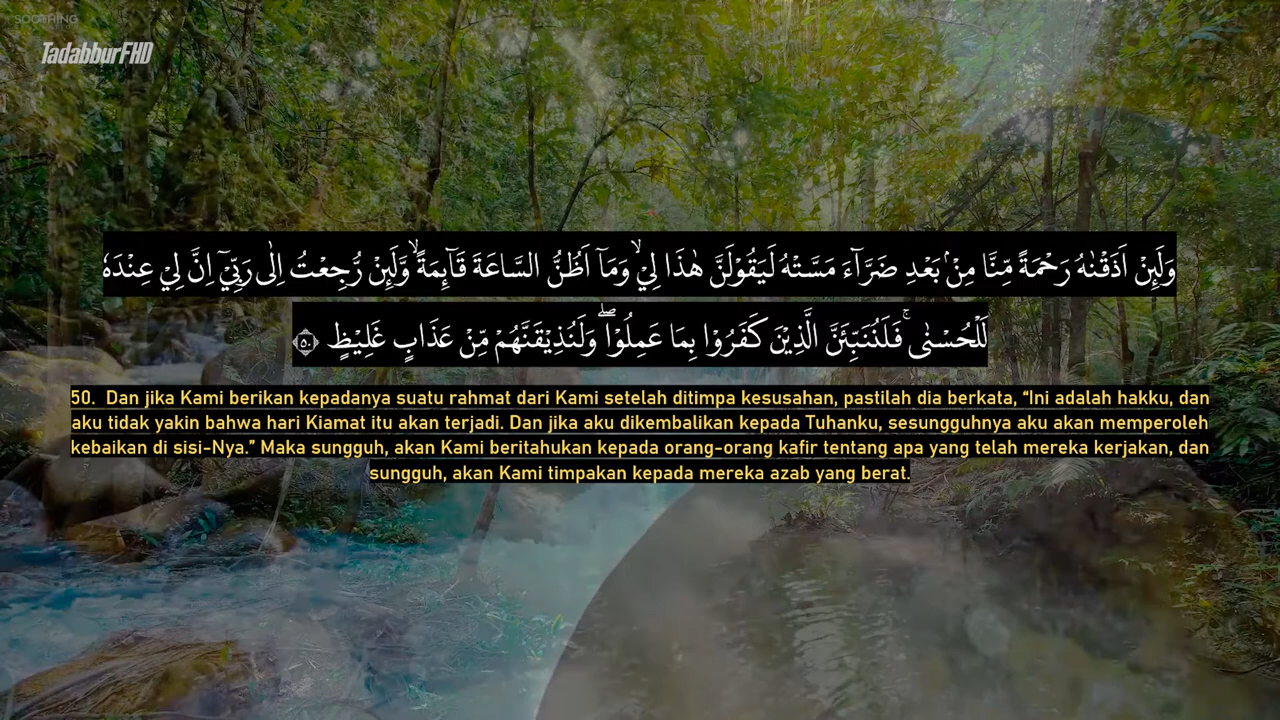 SOOTHING
TadabburFHD
وَلَىِٕنْ اَذَقْنٰهُ رَحْمَةً مِّنَّا مِنْۢ بَعْدِ ضَرَّاۤءَ مَسَّتْهُ لَيَقُوْلَنَّ هٰذَا لِيْۙ وَمَآ اَظُنُّ السَّاعَةَ قَاۤىِٕمَةًۙ وَّلَىِٕنْ رُّجِعْتُ اِلٰى رَبِّيْٓ اِنَّ لِيْ عِنْدَهٗ
لَلْحُسْنٰىۚ فَلَنُنَبِّئَنَّ الَّذِيْنَ كَفَرُوْا بِمَا عَمِلُوْاۖ وَلَنُذِيْقَنَّهُمْ مِّنْ عَذَابٍ غَلِيْظٍ ٥٠
50. Dan jika Kami berikan kepadanya suatu rahmat dari Kami setelah ditimpa kesusahan, pastilah dia berkata, “Ini adalah hakku, dan
aku tidak yakin bahwa hari Kiamat itu akan terjadi. Dan jika aku dikembalikan kepada Tuhanku, sesungguhnya aku akan memperoleh
kebaikan di sisi-Nya.” Maka sungguh, akan Kami beritahukan kepada orang-orang kafir tentang apa yang telah mereka kerjakan, dan
sungguh, akan Kami timpakan kepada mereka azab yang berat.